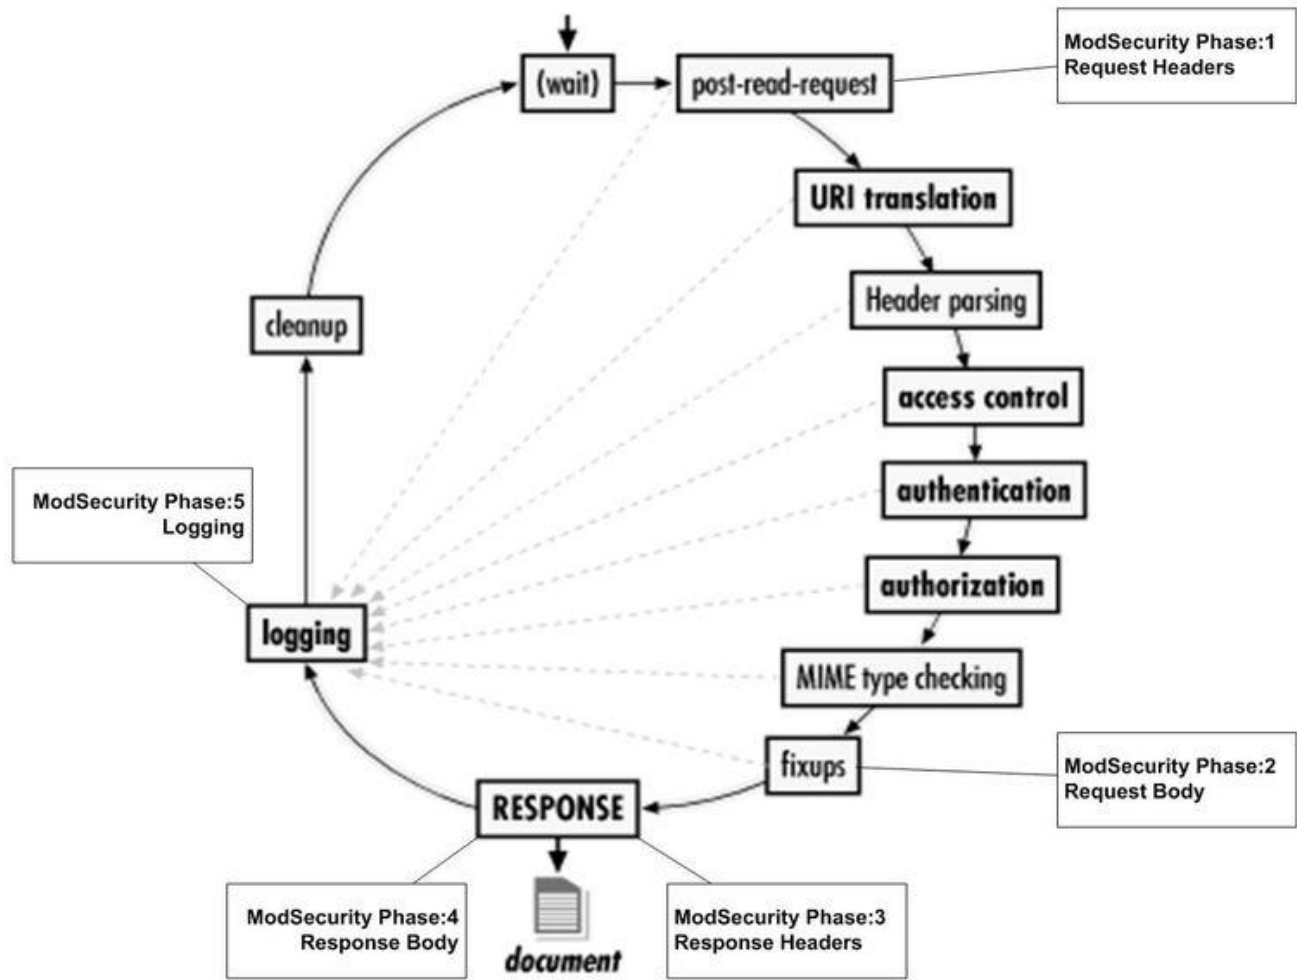 (wait)
post-read-request
ModSecurity Phase:1
Request Headers
URI translation
Header parsing
cleanup
access control
ModSecurity Phase:5
Logging
authentication
authorization
logging
MIME type checking
fixups
ModSecurity Phase:2
Request Body
RESPONSE
ModSecurity Phase:4
Response Body
ModSecurity Phase:3
Response Headers
document